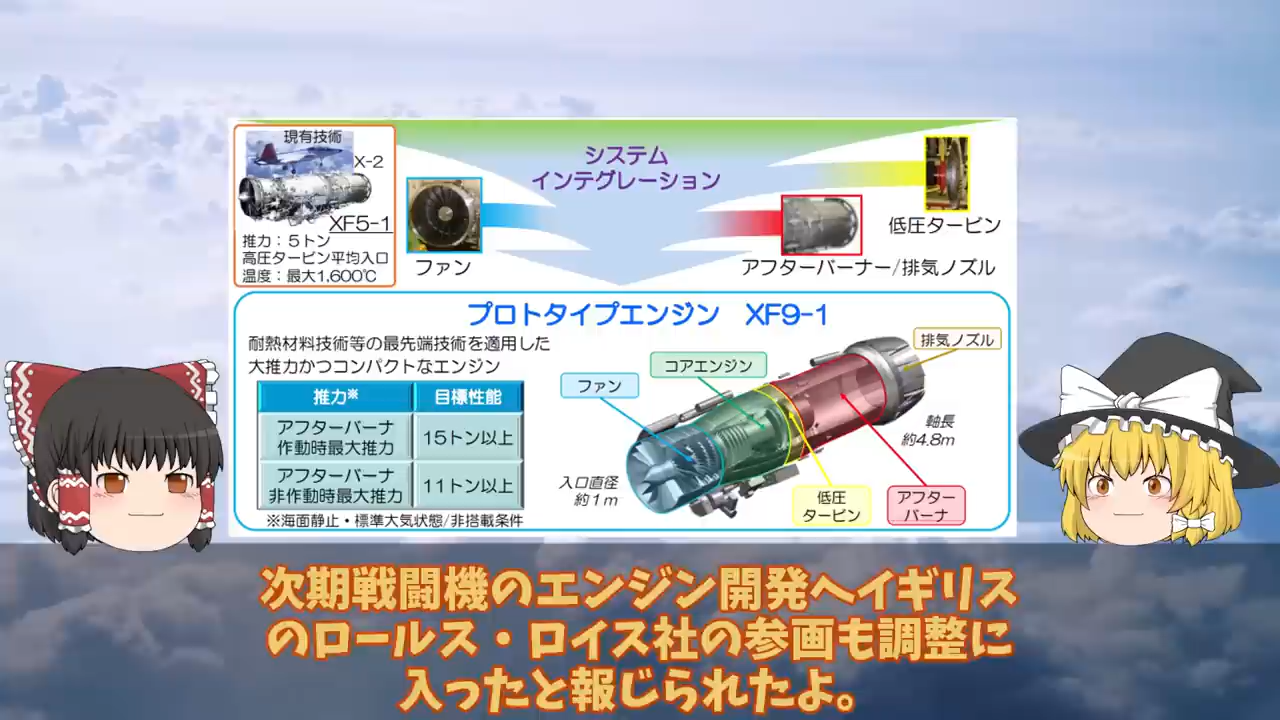 現有技術
X-2
XF5-1
推力：５トン
高圧タービン平均入口
温度：最大1,600℃
ファン
システム
インテグレーション
アフターバーナー/排気ノズル
低圧タービン
プロトタイプエンジン　XF9-1
耐熱材料技術等の最先端技術を適用した
大推力かつコンパクトなエンジン
推力※
目標性能
アフターバーナ
作動時最大推力
15トン以上
アフターバーナ
非作動時最大推力
11トン以上
※海面静止・標準大気状態/非搭載条件
ファン
コアエンジン
排気ノズル
軸長
約4.8m
入口直径
約１m
低圧
タービン
アフター
バーナ
次期戦闘機のエンジン開発へイギリス
のロールス・ロイス社の参画も調整に
入ったと報じられたよ。